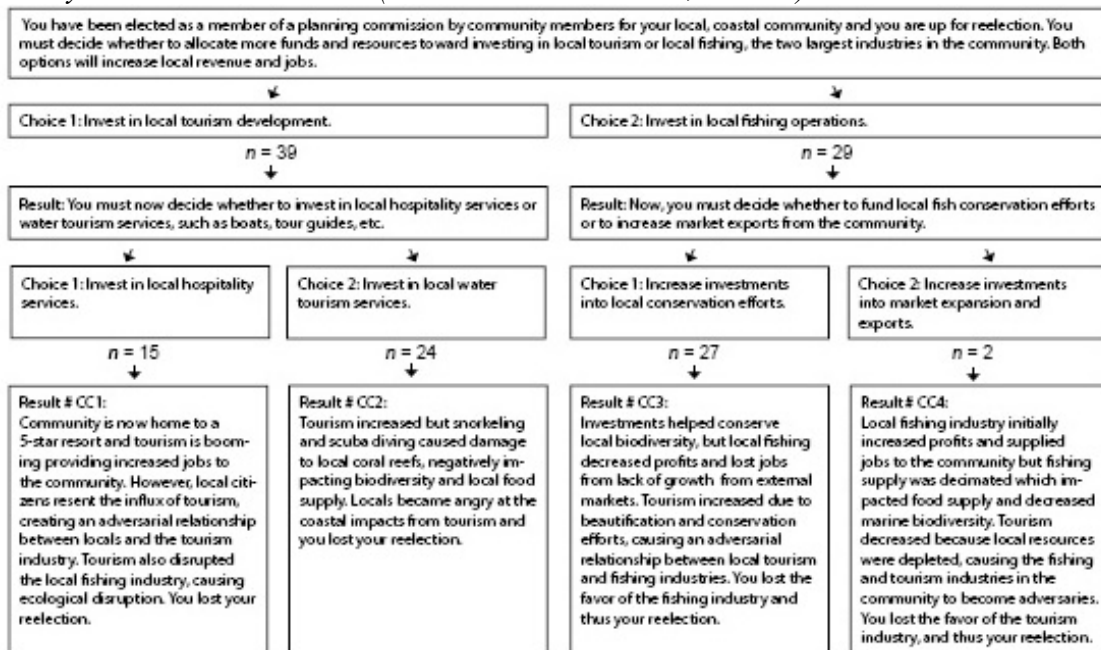 You have been elected as a member of a planning commission by community members for your local, coastal community and you are up for reelection. You
must decide whether to allocate more funds and resources toward investing in local tourism or local fishing, the two largest industries in the community. Both
options will increase local revenue and jobs.
Choice 1: Invest in local tourism development.
Choice 2: Invest in local fishing operations.
n = 39
n = 29
Result: You must now decide whether to invest in local hospitality services or
water tourism services, such as boats, tour guides, etc.
Result: Now, you must decide whether to fund local fish conservation efforts
or to increase market exports from the community.
Choice 1: Invest in local hospitality
services.
Choice 2: Invest in local water
tourism services.
Choice 1: Increase investments
into local conservation efforts.
Choice 2: Increase investments
into market expansion and
exports.
n = 15
n = 24
n = 27
n = 2
Result # CC1:
Community is now home to a
5-star resort and tourism is boom-
ing providing increased jobs to
the community. However, local citi-
zens resent the influx of tourism,
creating an adversarial relationship
between locals and the tourism
industry. Tourism also disrupted
the local fishing industry, causing
ecological disruption. You lost your
reelection.
Result # CC2:
Tourism increased but snorkeling
and scuba diving caused damage
to local coral reefs, negatively im-
pacting biodiversity and local food
supply. Locals became angry at the
coastal impacts from tourism and
you lost your reelection.
Result # CC3:
Investments helped conserve
local biodiversity, but local fishing
decreased profits and lost jobs
from lack of growth from external
markets. Tourism increased due to
beautification and conservation
efforts, causing an adversarial
relationship between local tourism
and fishing industries. You lost the
favor of the fishing industry and
thus your reelection.
Result # CC4:
Local fishing industry initially
increased profits and supplied
jobs to the community but fishing
supply was decimated which im-
pacted food supply and decreased
marine biodiversity. Tourism
decreased because local resources
were depleted, causing the fishing
and tourism industries in the
community to become adversaries.
You lost the favor of the tourism
industry, and thus your reelection.